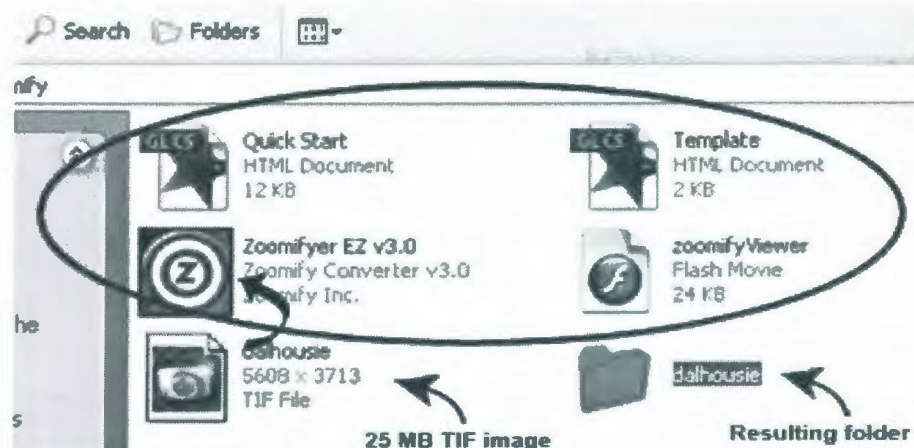 Search Folders
mify
Quick Start
HTML Document
12 KB
Template
HTML Document
2 KB
Zoomifyer EZ v3.0
Zoomify Converter v3.0
Zoomify Inc.
zoomifyViewer
Flash Movie
24 KB
he
dalhousie
5608 x 3713
TIF File
dalhousie
s
25 MB TIF image
Resulting folder